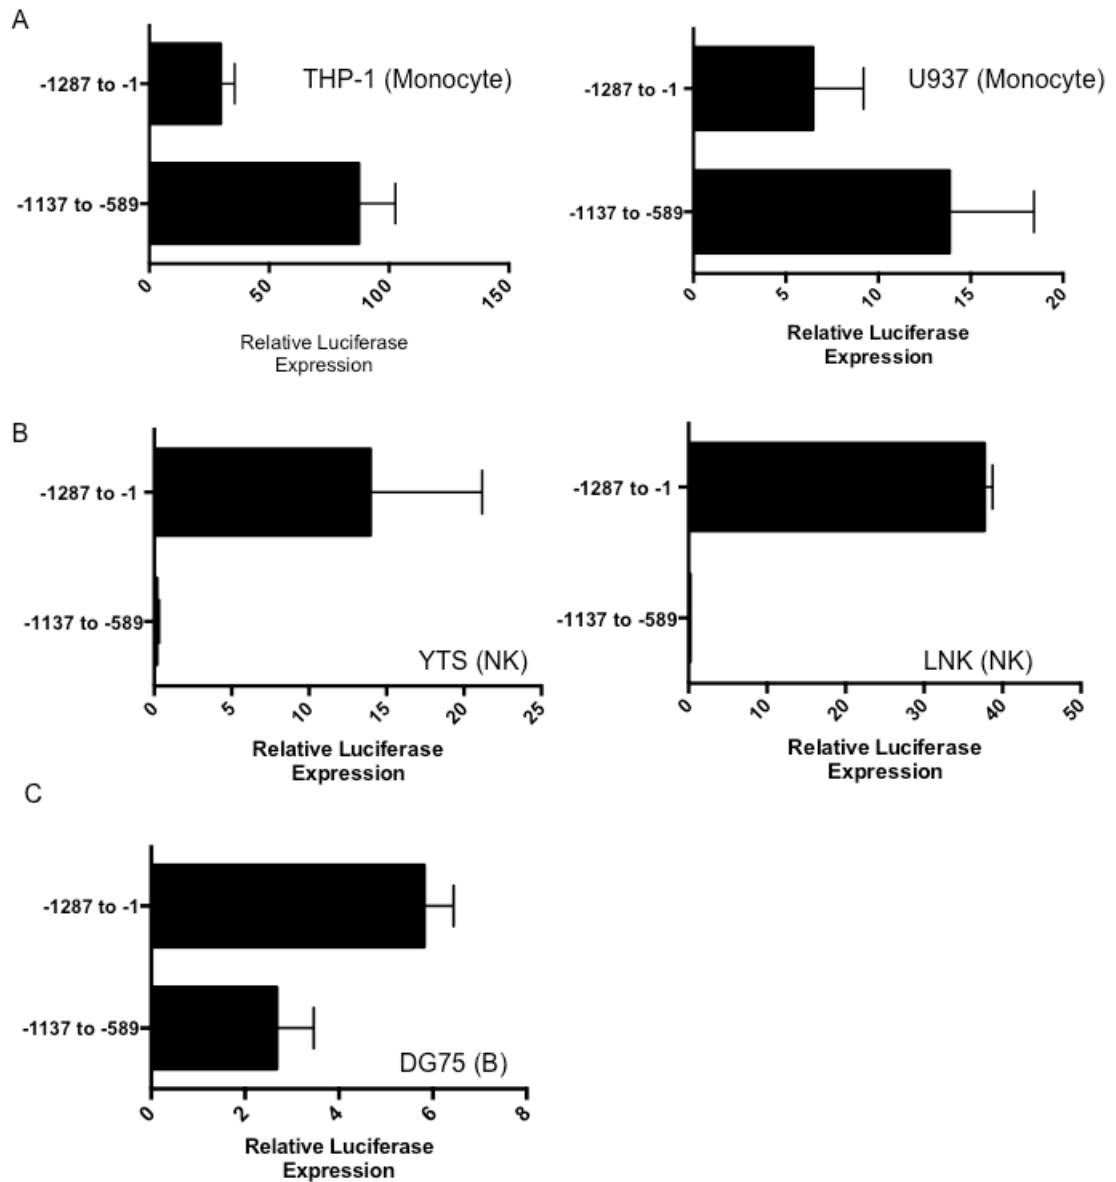 A
-1287 to -1
THP-1 (Monocyte)
-1137 to -589
0
50
100
150
Relative Luciferase
Expression
-1287 to -1
U937 (Monocyte)
-1137 to -589
0
5
10
15
20
Relative Luciferase
Expression
B
-1287 to -1
-1137 to -589
YTS (NK)
0
5
10
15
20
25
Relative Luciferase
Expression
-1287 to -1
-1137 to -589
LNK (NK)
0
10
20
30
40
50
Relative Luciferase
Expression
C
-1287 to -1
-1137 to -589
DG75 (B)
0
2
4
6
8
Relative Luciferase
Expression